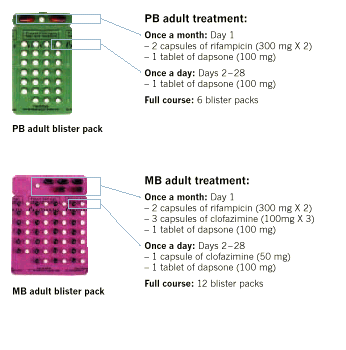 PB adult treatment:
Once a month: Day 1
– 2 capsules of rifampicin (300 mg X 2)
– 1 tablet of dapsone (100 mg)
Once a day: Days 2–28
– 1 tablet of dapsone (100 mg)
Full course: 6 blister packs
PB adult blister pack
MB adult treatment:
Once a month: Day 1
– 2 capsules of rifampicin (300 mg X 2)
– 3 capsules of clofazimine (100mg X 3)
– 1 tablet of dapsone (100 mg)
Once a day: Days 2–28
– 1 capsule of clofazimine (50 mg)
– 1 tablet of dapsone (100 mg)
Full course: 12 blister packs
MB adult blister pack